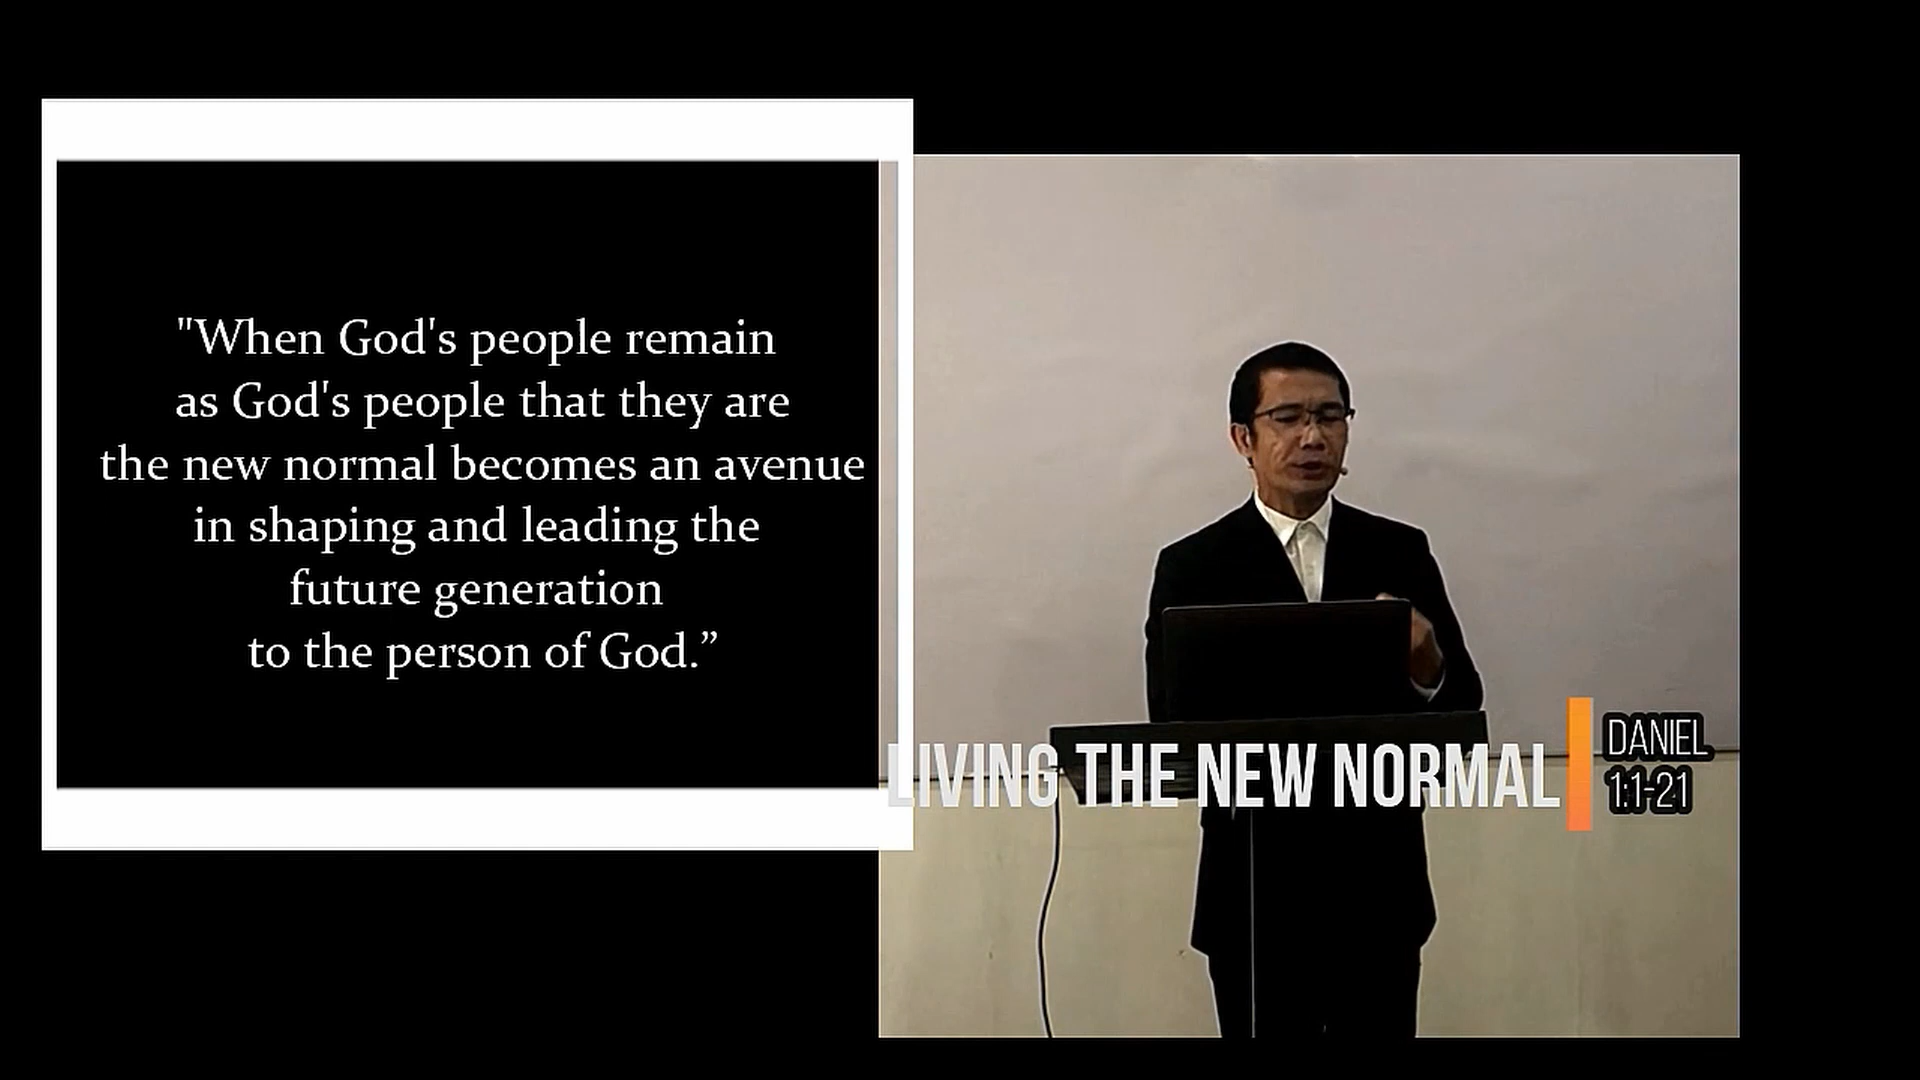 "When God's people remain
as God's people that they are
the new normal becomes an avenue
in shaping and leading the
future generation
to the person of God.”
LIVING THE NEW NORMAL
DANIEL
1:1-21